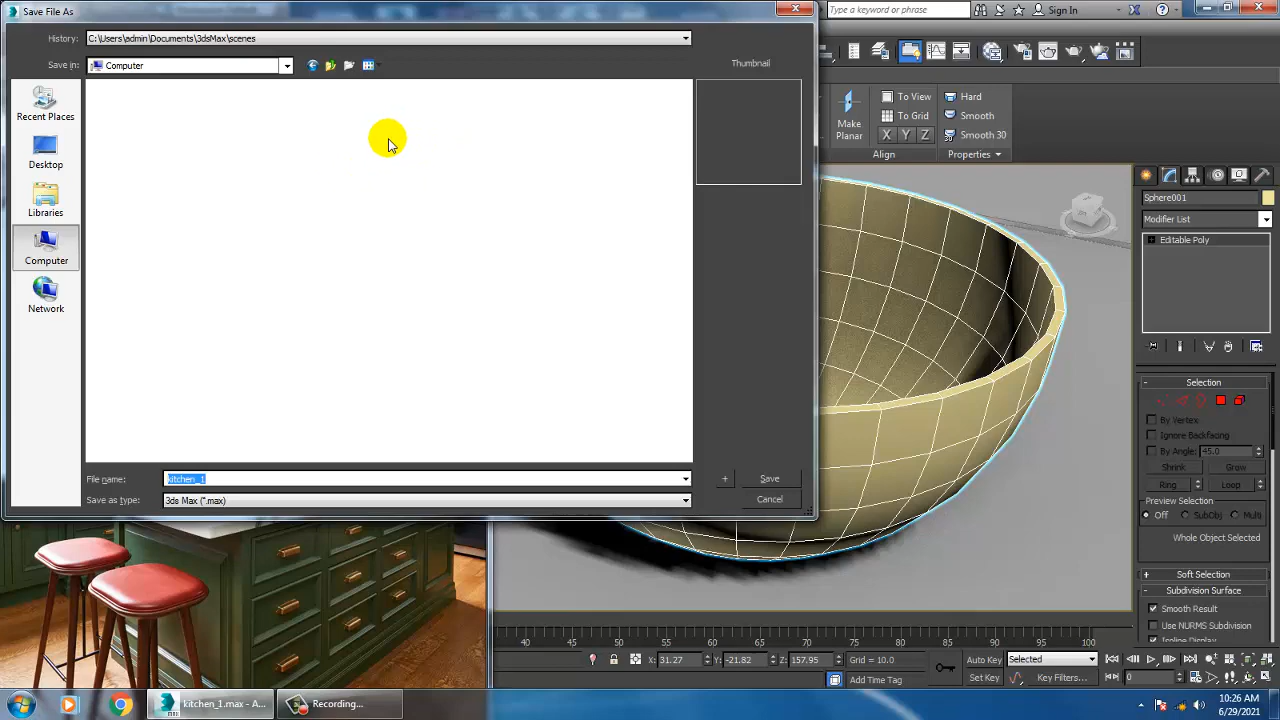 Save File As
Type a keyword or phrase
Sign In
History:
C:\Users\admin\Documents\3dsMax\scenes
Save in:
Computer
Thumbnail
Recent Places
Desktop
Libraries
Computer
Network
File name:
kitchen_1
Save
Save as type:
3ds Max (*.max)
Cancel
Make
Planar
To View
To Grid
X Y Z
Align
Hard
Smooth
Smooth 30
Properties
Sphere001
Modifier List
Editable Poly
Selection
By Vertex
Ignore Backfacing
By Angle: 45.0
Shrink
Grow
Ring
Loop
Preview Selection
Off
SubObj
Multi
Whole Object Selected
Soft Selection
Subdivision Surface
Smooth Result
Use NURMS Subdivision
Isoline Display
40 45 50 55 60 65 70 75 80 85 90 95 100
X: 31.27
Y: -21.82
Z: 157.95
Grid = 10.0
Add Time Tag
Auto Key
Selected
Set Key
Key Filters...
0
kitchen_1.max - A...
Recording...
10:26 AM
6/29/2021